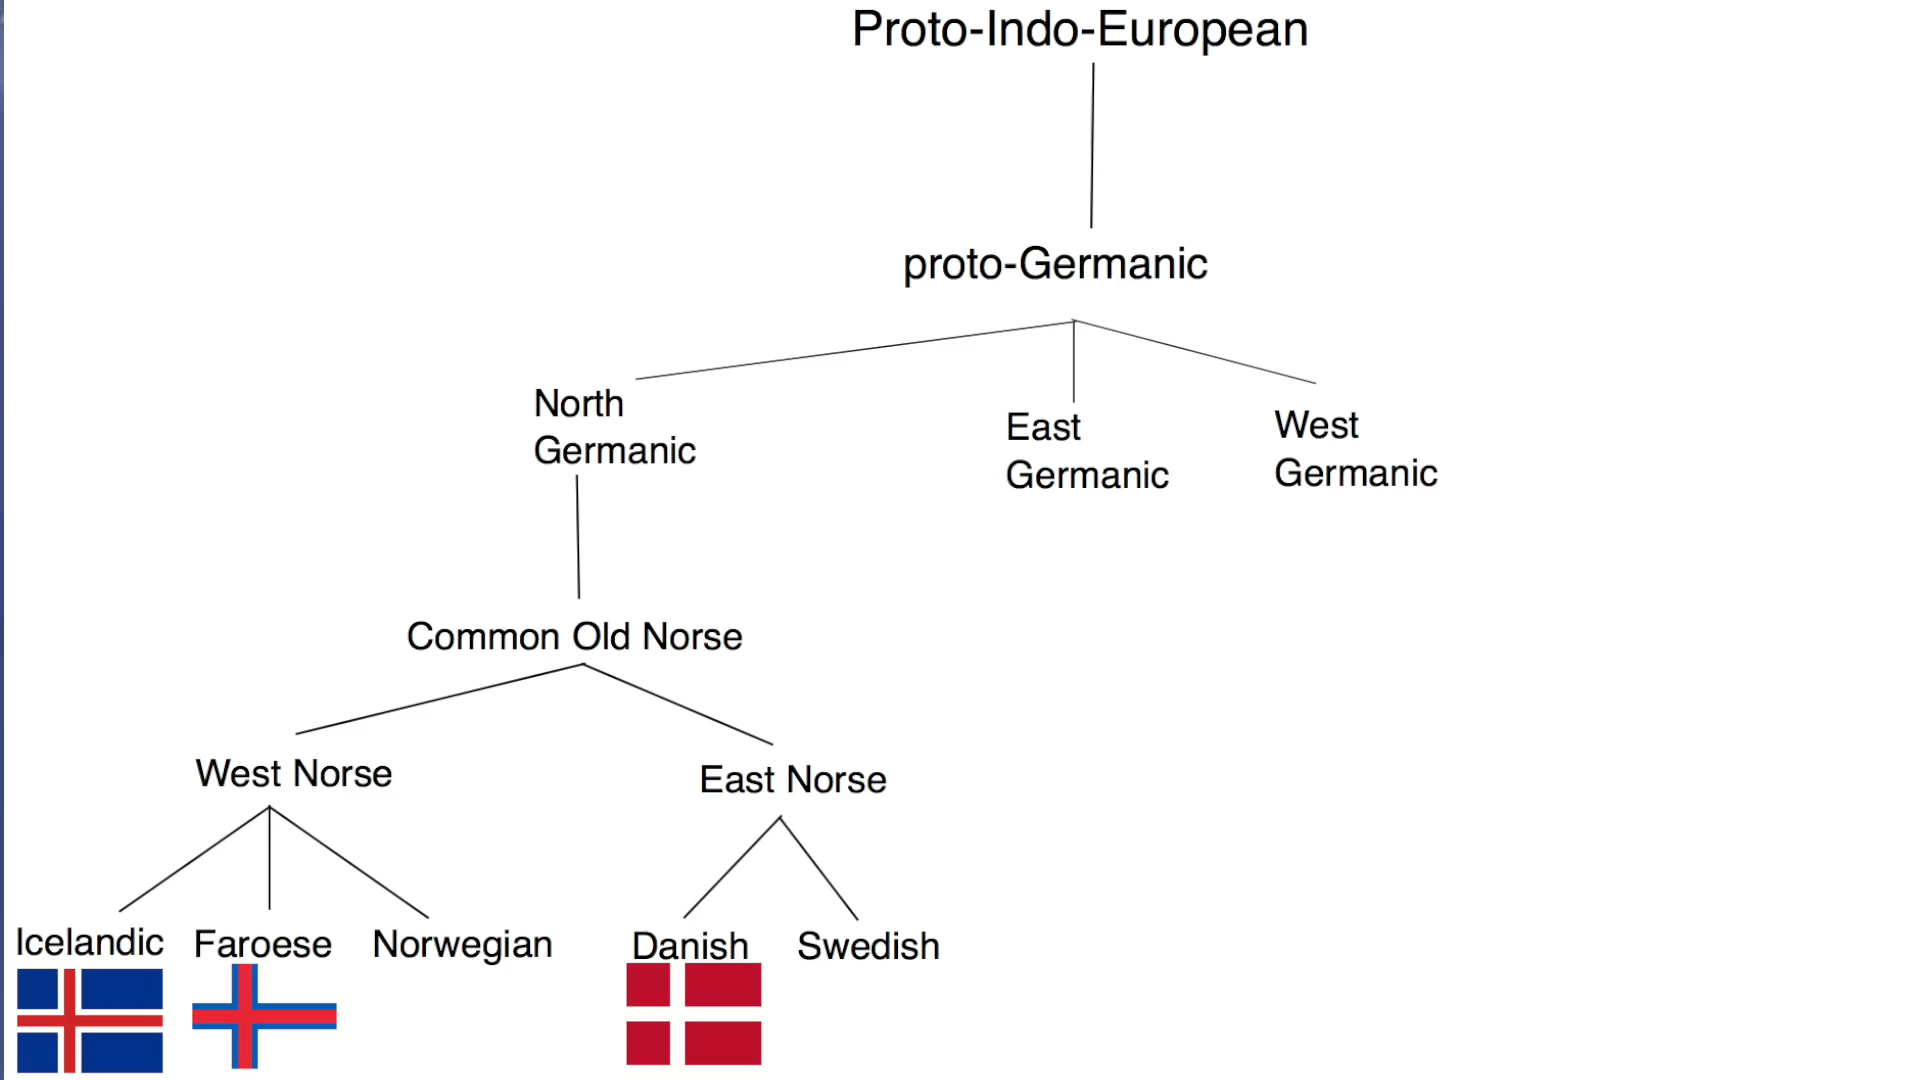 Proto-Indo-European
proto-Germanic
North
Germanic
East
Germanic
West
Germanic
Common Old Norse
West Norse
East Norse
Icelandic
Faroese
Norwegian
Danish
Swedish